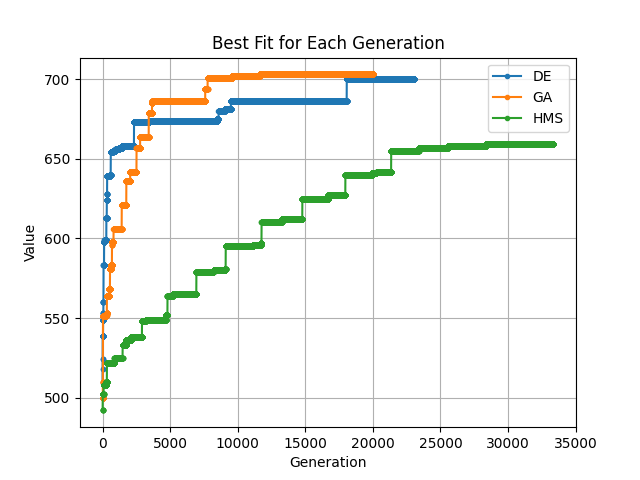 Best Fit for Each Generation
DE
GA
HMS
Value
700
650
600
550
500
0 5000 10000 15000 20000 25000 30000 35000
Generation